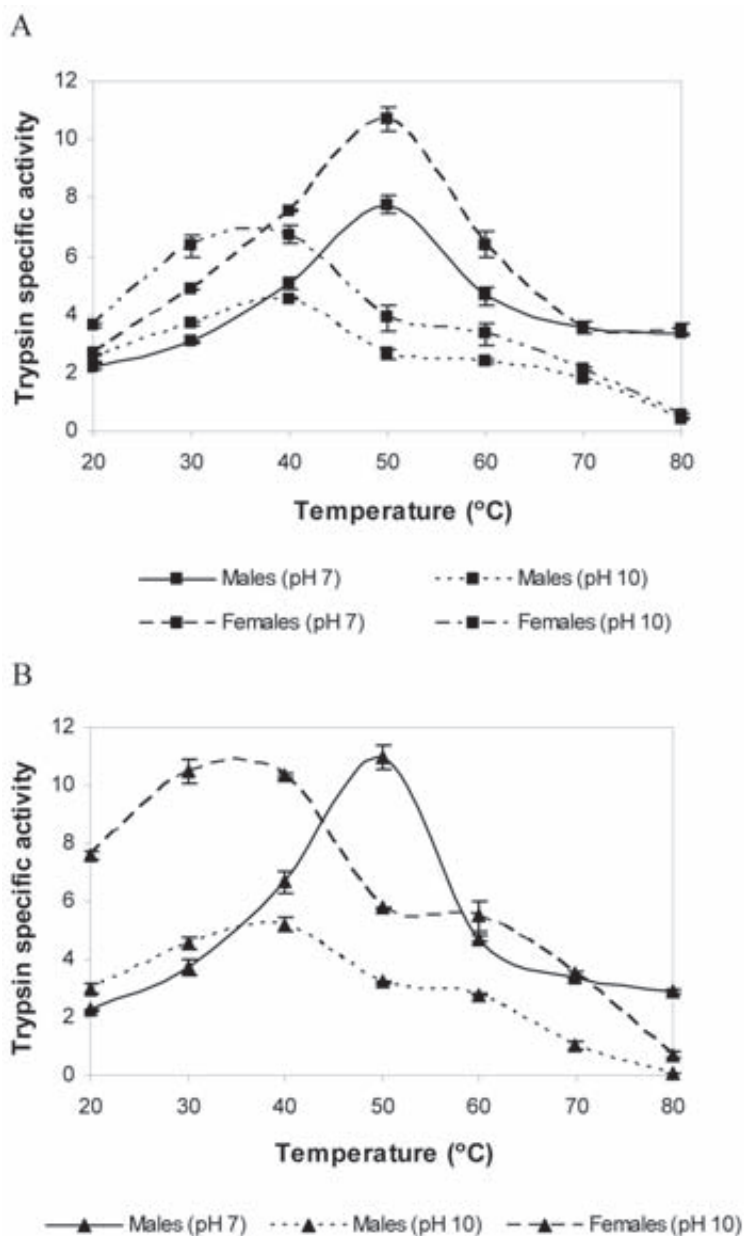 A
Trypsin specific activity
12
10
8
6
4
2
0
20 30 40 50 60 70 80
Temperature (ºC)
Males (pH 7) Males (pH 10)
Females (pH 7) Females (pH 10)
B
Trypsin specific activity
12
10
8
6
4
2
0
20 30 40 50 60 70 80
Temperature (ºC)
Males (pH 7) Males (pH 10) Females (pH 10)